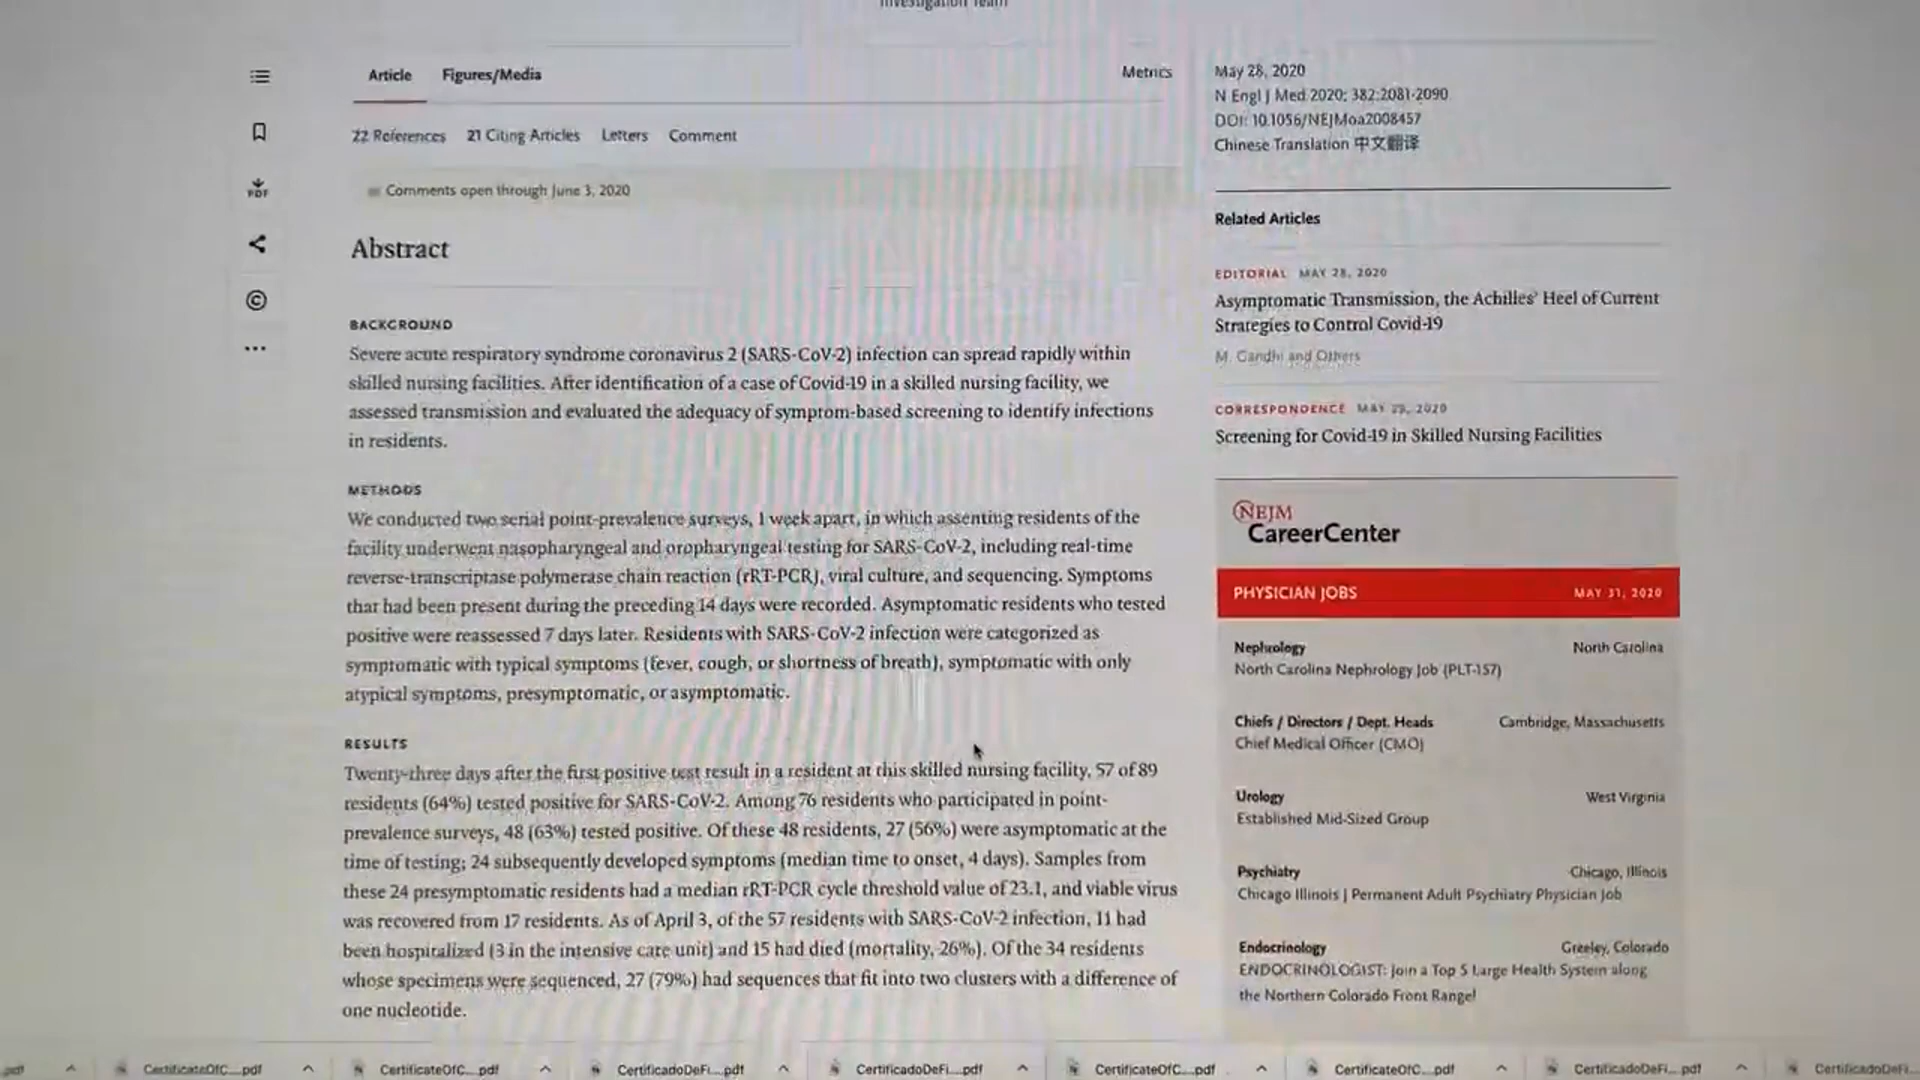 Investigation Team
Article Figures/Media Metrics
22 References 21 Citing Articles Letters Comment
Comments open through June 3, 2020
Abstract
BACKGROUND
Severe acute respiratory syndrome coronavirus 2 (SARS-CoV-2) infection can spread rapidly within
skilled nursing facilities. After identification of a case of Covid-19 in a skilled nursing facility, we
assessed transmission and evaluated the adequacy of symptom-based screening to identify infections
in residents.
METHODS
We conducted two serial point-prevalence surveys, 1 week apart, in which assenting residents of the
facility underwent nasopharyngeal and oropharyngeal testing for SARS-CoV-2, including real-time
reverse-transcriptase polymerase chain reaction (rRT-PCR), viral culture, and sequencing. Symptoms
that had been present during the preceding 14 days were recorded. Asymptomatic residents who tested
positive were reassessed 7 days later. Residents with SARS-CoV-2 infection were categorized as
symptomatic with typical symptoms (fever, cough, or shortness of breath), symptomatic with only
atypical symptoms, presymptomatic, or asymptomatic.
RESULTS
Twenty-three days after the first positive test result in a resident at this skilled nursing facility, 57 of 89
residents (64%) tested positive for SARS-CoV-2. Among 76 residents who participated in point-
prevalence surveys, 48 (63%) tested positive. Of these 48 residents, 27 (56%) were asymptomatic at the
time of testing; 24 subsequently developed symptoms (median time to onset, 4 days). Samples from
these 24 presymptomatic residents had a median rRT-PCR cycle threshold value of 23.1, and viable virus
was recovered from 17 residents. As of April 3, of the 57 residents with SARS-CoV-2 infection, 11 had
been hospitalized (3 in the intensive care unit) and 15 had died (mortality, 26%). Of the 34 residents
whose specimens were sequenced, 27 (79%) had sequences that fit into two clusters with a difference of
one nucleotide.
PDF
May 28, 2020
N Engl J Med 2020; 382:2081-2090
DOI: 10.1056/NEJMoa2008457
Chinese Translation 中文翻译
Related Articles
EDITORIAL MAY 28, 2020
Asymptomatic Transmission, the Achilles' Heel of Current
Strategies to Control Covid-19
M. Gandhi and Others
CORRESPONDENCE MAY 28, 2020
Screening for Covid-19 in Skilled Nursing Facilities
NEJM
CareerCenter
PHYSICIAN JOBS MAY 31, 2020
Nephrology North Carolina
North Carolina Nephrology Job (PLT-157)
Chiefs / Directors / Dept. Heads Cambridge, Massachusetts
Chief Medical Officer (CMO)
Urology West Virginia
Established Mid-Sized Group
Psychiatry Chicago, Illinois
Chicago Illinois | Permanent Adult Psychiatry Physician Job
Endocrinology Greeley, Colorado
ENDOCRINOLOGIST: Join a Top 5 Large Health System along
the Northern Colorado Front Range!
.pdf CertificateOfC....pdf CertificateOfC....pdf CertificadoDeFi....pdf CertificadoDeFi....pdf CertificateOfC....pdf CertificateOfC....pdf CertificadoDeFi....pdf CertificadoDeFi...